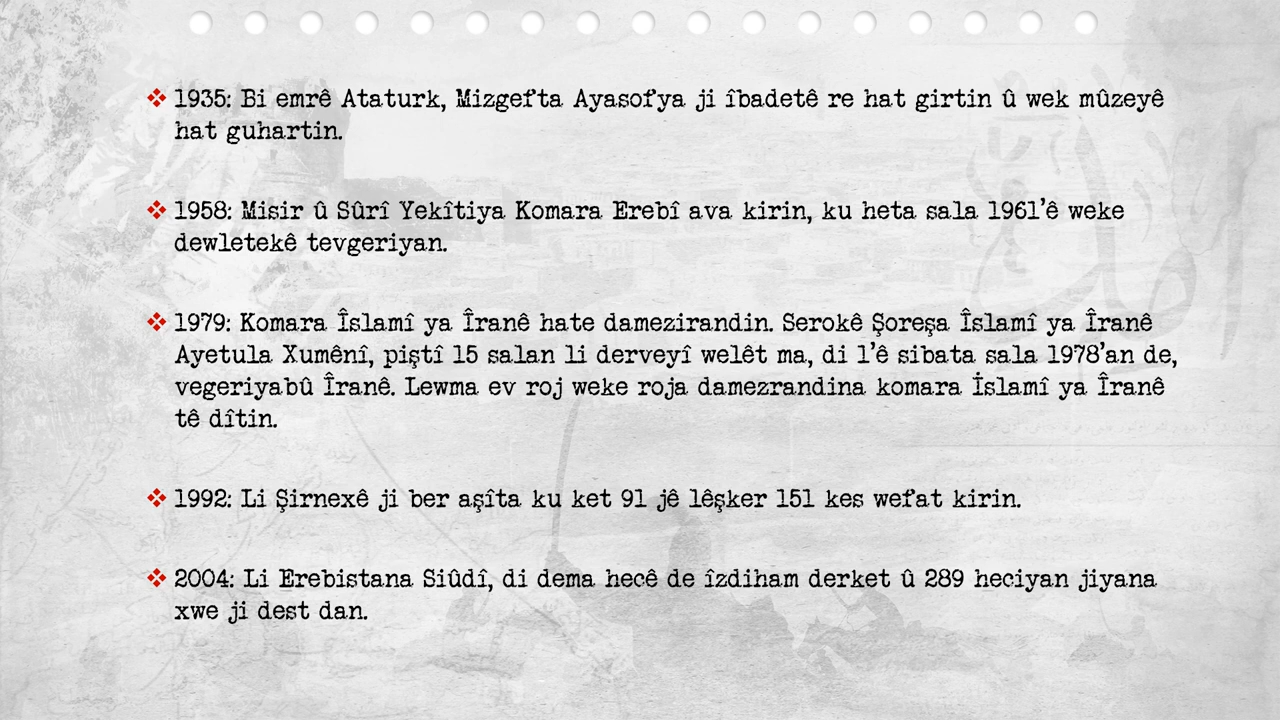 ❖ 1935: Bi emrê Ataturk, Mizgefta Ayasofya ji îbadetê re hat girtin û wek mûzeyê
hat guhartin.
❖ 1958: Misir û Sûrî Yekîtiya Komara Erebî ava kirin, ku heta sala 1961’ê weke
dewletekê tevgeriyan.
❖ 1979: Komara Îslamî ya Îranê hate damezirandin. Serokê Şoreşa Îslamî ya Îranê
Ayetula Xumênî, piştî 15 salan li derveyî welêt ma, di 1’ê sibata sala 1978’an de,
vegeriyabû Îranê. Lewma ev roj weke roja damezrandina komara İslamî ya Îranê
tê dîtin.
❖ 1992: Li Şirnexê ji ber aşîta ku ket 91 jê lêşker 151 kes wefat kirin.
❖ 2004: Li Erebistana Siûdî, di dema hecê de îzdiham derket û 289 heciyan jiyana
xwe ji dest dan.